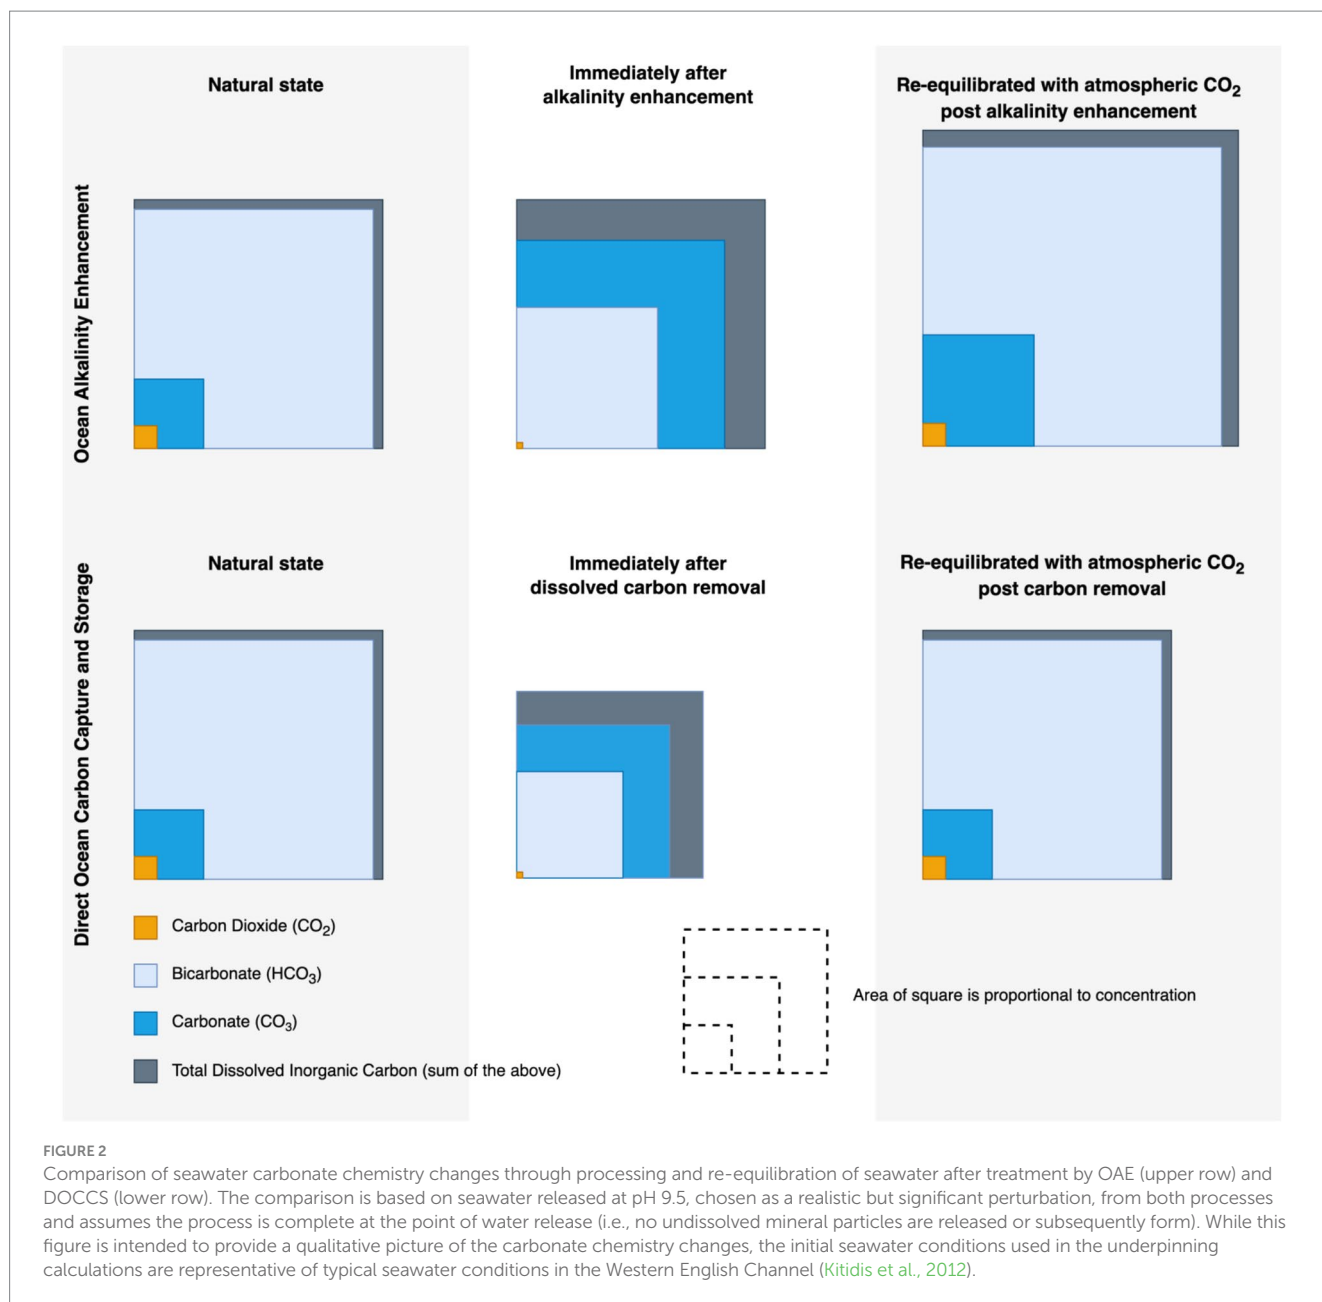 Ocean Alkalinity Enhancement
Natural state
Immediately after
alkalinity enhancement
Re-equilibrated with atmospheric CO₂
post alkalinity enhancement
Direct Ocean Carbon Capture and Storage
Natural state
Immediately after
dissolved carbon removal
Re-equilibrated with atmospheric CO₂
post carbon removal
Carbon Dioxide (CO₂)
Bicarbonate (HCO₃)
Carbonate (CO₃)
Total Dissolved Inorganic Carbon (sum of the above)
Area of square is proportional to concentration
FIGURE 2
Comparison of seawater carbonate chemistry changes through processing and re-equilibration of seawater after treatment by OAE (upper row) and
DOCCS (lower row). The comparison is based on seawater released at pH 9.5, chosen as a realistic but significant perturbation, from both processes
and assumes the process is complete at the point of water release (i.e., no undissolved mineral particles are released or subsequently form). While this
figure is intended to provide a qualitative picture of the carbonate chemistry changes, the initial seawater conditions used in the underpinning
calculations are representative of typical seawater conditions in the Western English Channel (Kitidis et al., 2012).